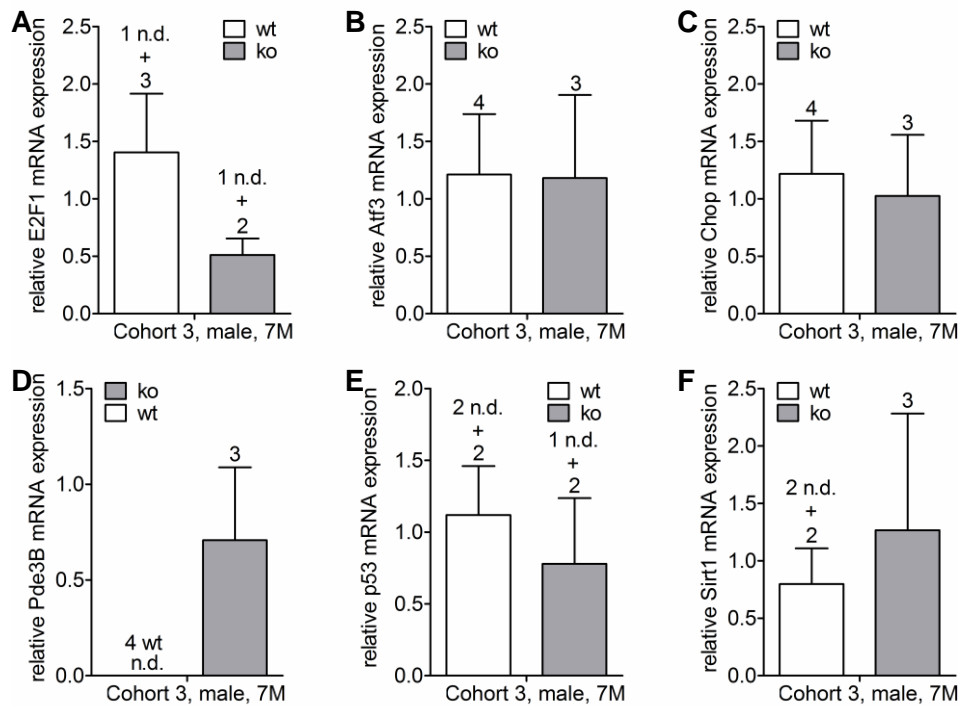 A
relative E2F1 mRNA expression
2.5
2.0
1.5
1.0
0.5
0.0
1 n.d.
+
3
1 n.d.
+
2
wt
ko
Cohort 3, male, 7M
B
relative Atf3 mRNA expression
2.5
2.0
1.5
1.0
0.5
0.0
wt
ko
4
3
Cohort 3, male, 7M
C
relative Chop mRNA expression
2.5
2.0
1.5
1.0
0.5
0.0
wt
ko
4
3
Cohort 3, male, 7M
D
relative Pde3B mRNA expression
1.5
1.0
0.5
0.0
ko
wt
3
4 wt
n.d.
Cohort 3, male, 7M
E
relative p53 mRNA expression
2.0
1.5
1.0
0.5
0.0
wt
ko
2 n.d.
+
2
1 n.d.
+
2
Cohort 3, male, 7M
F
relative Sirt1 mRNA expression
2.5
2.0
1.5
1.0
0.5
0.0
wt
ko
2 n.d.
+
2
3
Cohort 3, male, 7M